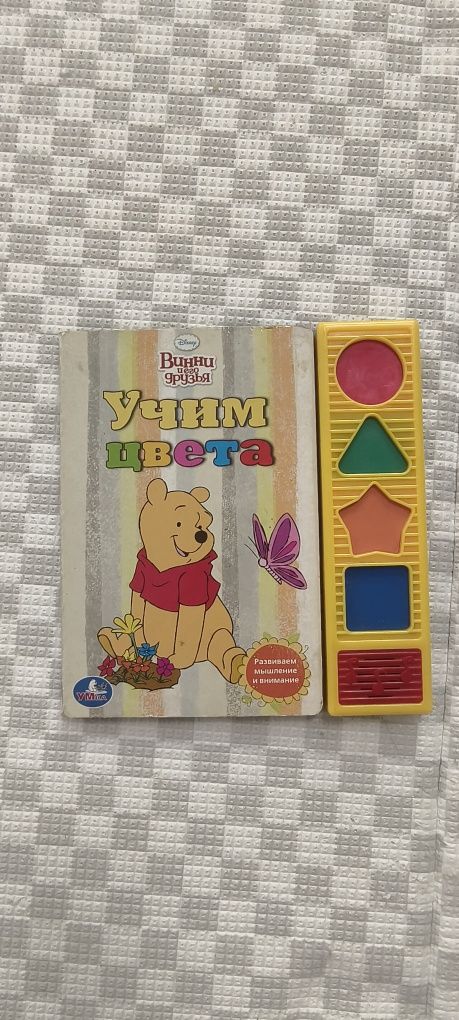 Disney
Винни
и его
друзья
Учим
цвета
Развиваем
мышление
и внимание
УМка